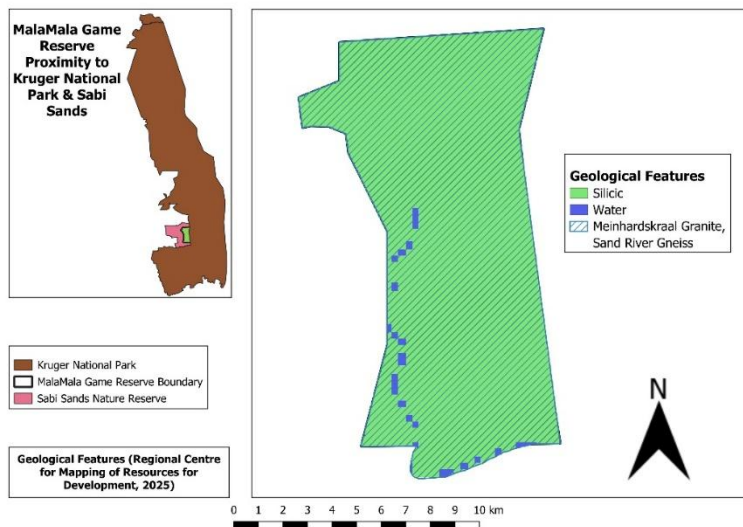 MalaMala Game
Reserve
Proximity to
Kruger National
Park & Sabi
Sands
Geological Features
Silicic
Water
Meinhardskraal Granite,
Sand River Gneiss
Kruger National Park
MalaMala Game Reserve Boundary
Sabi Sands Nature Reserve
Geological Features (Regional Centre
for Mapping of Resources for
Development, 2025)
N
0 1 2 3 4 5 6 7 8 9 10 km